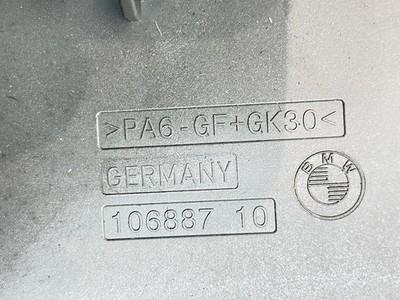 >PA6-GF+GK30<
GERMANY
BMW
106887 10